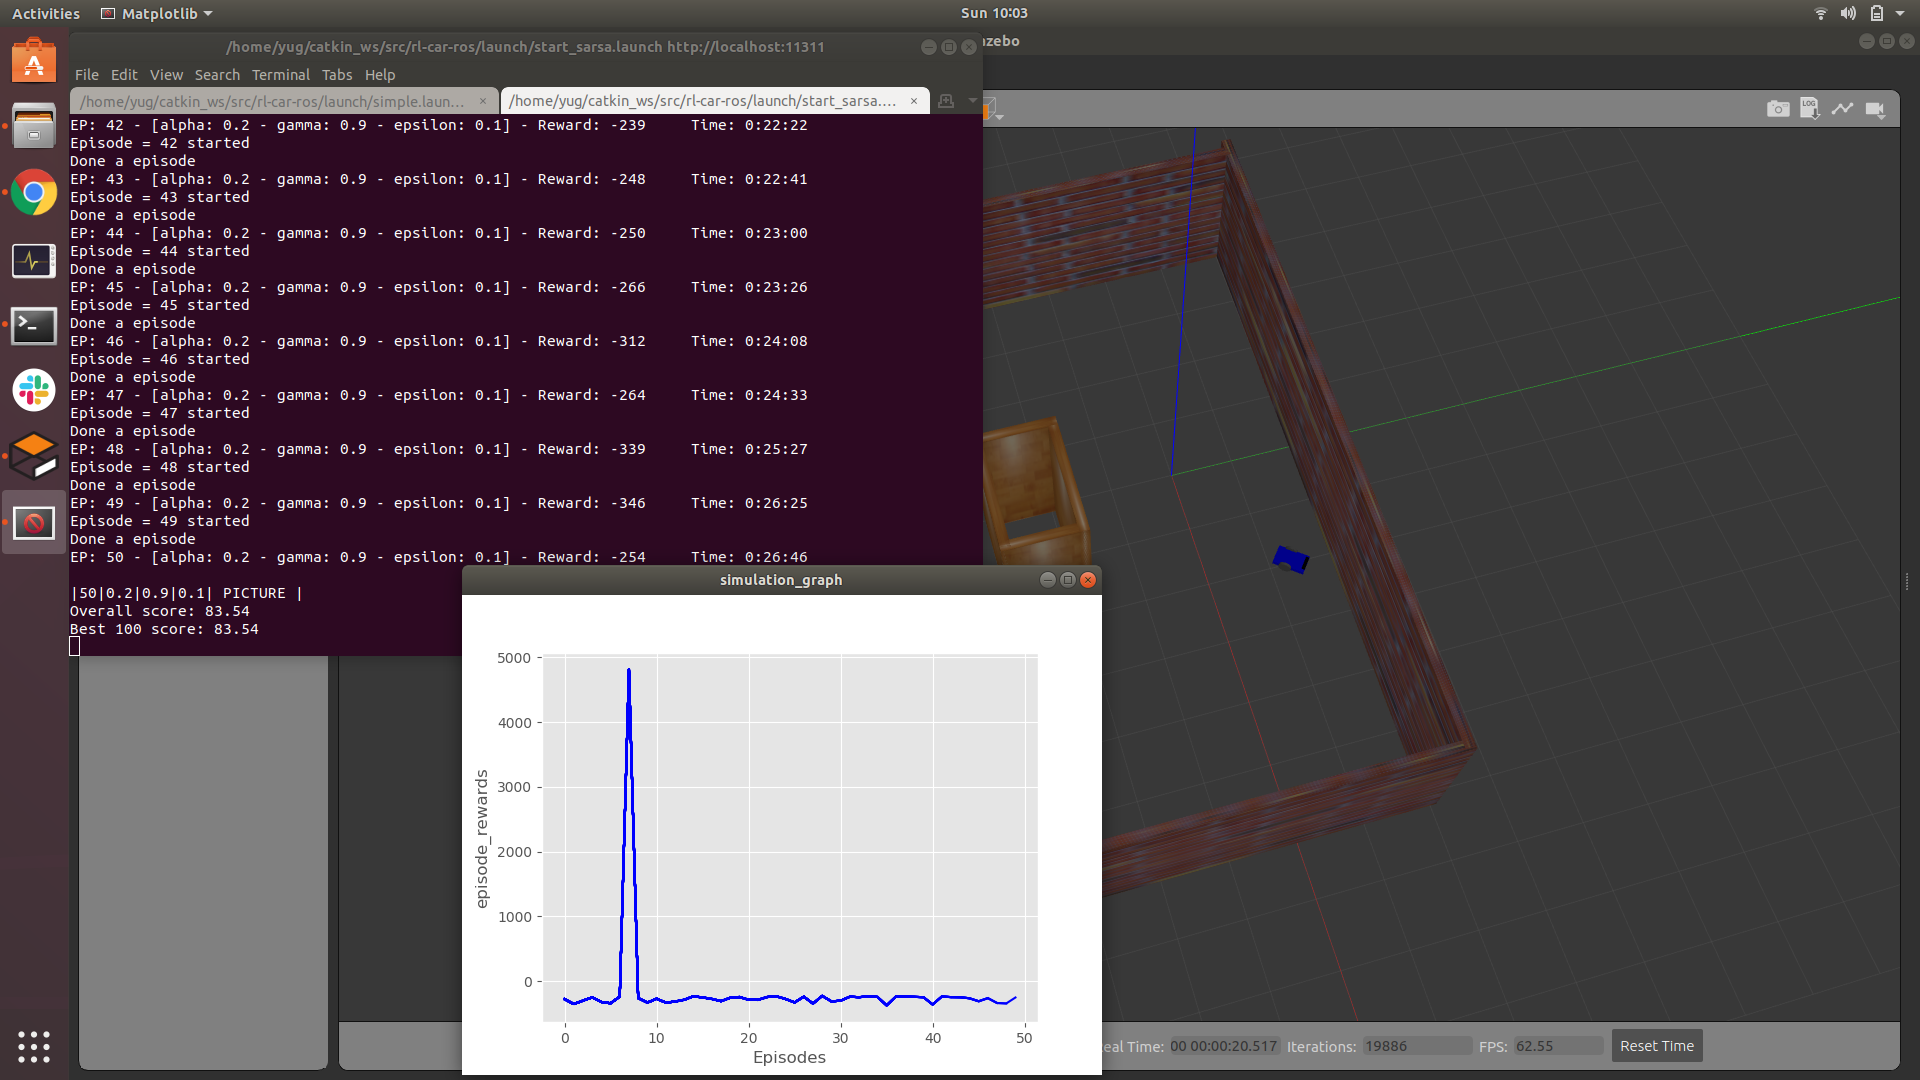 Activities
Matplotlib
Sun 10:03
/home/yug/catkin_ws/src/rl-car-ros/launch/start_sarsa.launch http://localhost:11311
azebo
File Edit View Search Terminal Tabs Help
/home/yug/catkin_ws/src/rl-car-ros/launch/simple.laun... ×
/home/yug/catkin_ws/src/rl-car-ros/launch/start_sarsa.... ×
LOG
EP: 42 - [alpha: 0.2 - gamma: 0.9 - epsilon: 0.1] - Reward: -239     Time: 0:22:22
Episode = 42 started
Done a episode
EP: 43 - [alpha: 0.2 - gamma: 0.9 - epsilon: 0.1] - Reward: -248     Time: 0:22:41
Episode = 43 started
Done a episode
EP: 44 - [alpha: 0.2 - gamma: 0.9 - epsilon: 0.1] - Reward: -250     Time: 0:23:00
Episode = 44 started
Done a episode
EP: 45 - [alpha: 0.2 - gamma: 0.9 - epsilon: 0.1] - Reward: -266     Time: 0:23:26
Episode = 45 started
Done a episode
EP: 46 - [alpha: 0.2 - gamma: 0.9 - epsilon: 0.1] - Reward: -312     Time: 0:24:08
Episode = 46 started
Done a episode
EP: 47 - [alpha: 0.2 - gamma: 0.9 - epsilon: 0.1] - Reward: -264     Time: 0:24:33
Episode = 47 started
Done a episode
EP: 48 - [alpha: 0.2 - gamma: 0.9 - epsilon: 0.1] - Reward: -339     Time: 0:25:27
Episode = 48 started
Done a episode
EP: 49 - [alpha: 0.2 - gamma: 0.9 - epsilon: 0.1] - Reward: -346     Time: 0:26:25
Episode = 49 started
Done a episode
EP: 50 - [alpha: 0.2 - gamma: 0.9 - epsilon: 0.1] - Reward: -254     Time: 0:26:46
|50|0.2|0.9|0.1| PICTURE |
Overall score: 83.54
Best 100 score: 83.54
simulation_graph
5000
4000
3000
2000
1000
0
episode_rewards
0 10 20 30 40 50
Episodes
eal Time: 00 00:00:20.517 Iterations: 19886 FPS: 62.55 Reset Time